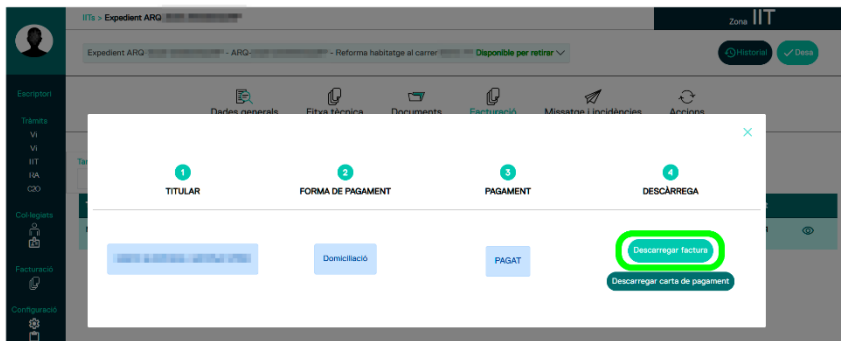 IITs > Expedient ARQ
Zona IIT
Expedient ARQ - ARQ- - Reforma habitatge al carrer Disponible per retirar
Historial
Desa
Escriptori
Tràmits
Vi
Vi
IIT
RA
C2O
Col·legiats
Facturació
Configuració
Dades generals
Fitxa tècnica
Documents
Facturació
Missatge i incidències
Accions
1
2
3
4
TITULAR
FORMA DE PAGAMENT
PAGAMENT
DESCÀRREGA
Domiciliació
PAGAT
Descarregar factura
Descarregar carta de pagament